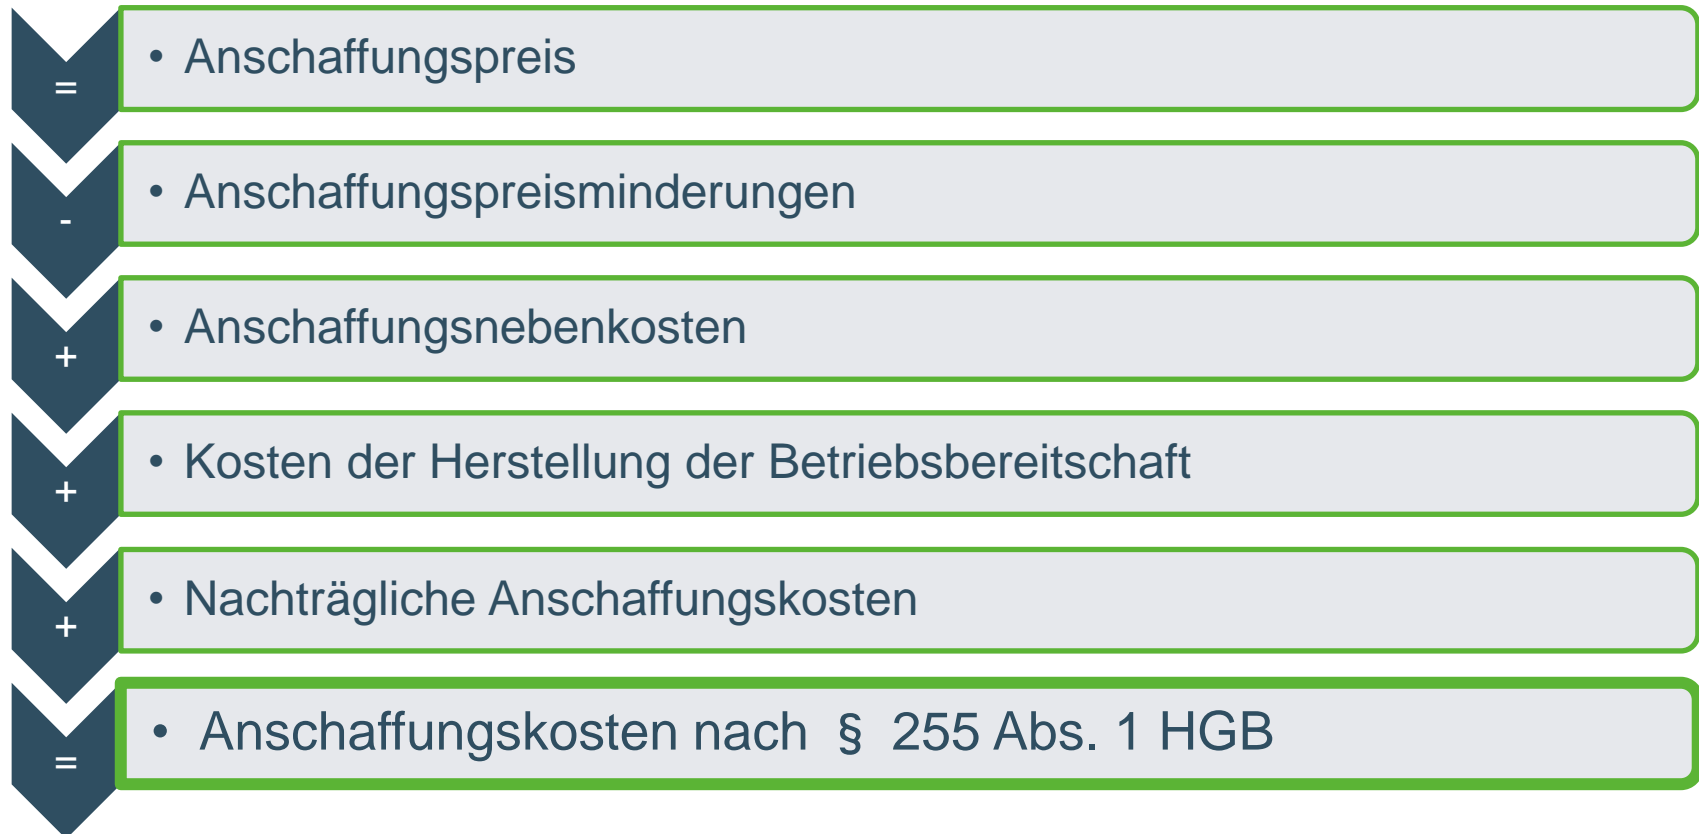 = • Anschaffungspreis
- • Anschaffungspreisminderungen
+ • Anschaffungsnebenkosten
+ • Kosten der Herstellung der Betriebsbereitschaft
+ • Nachträgliche Anschaffungskosten
= • Anschaffungskosten nach § 255 Abs. 1 HGB